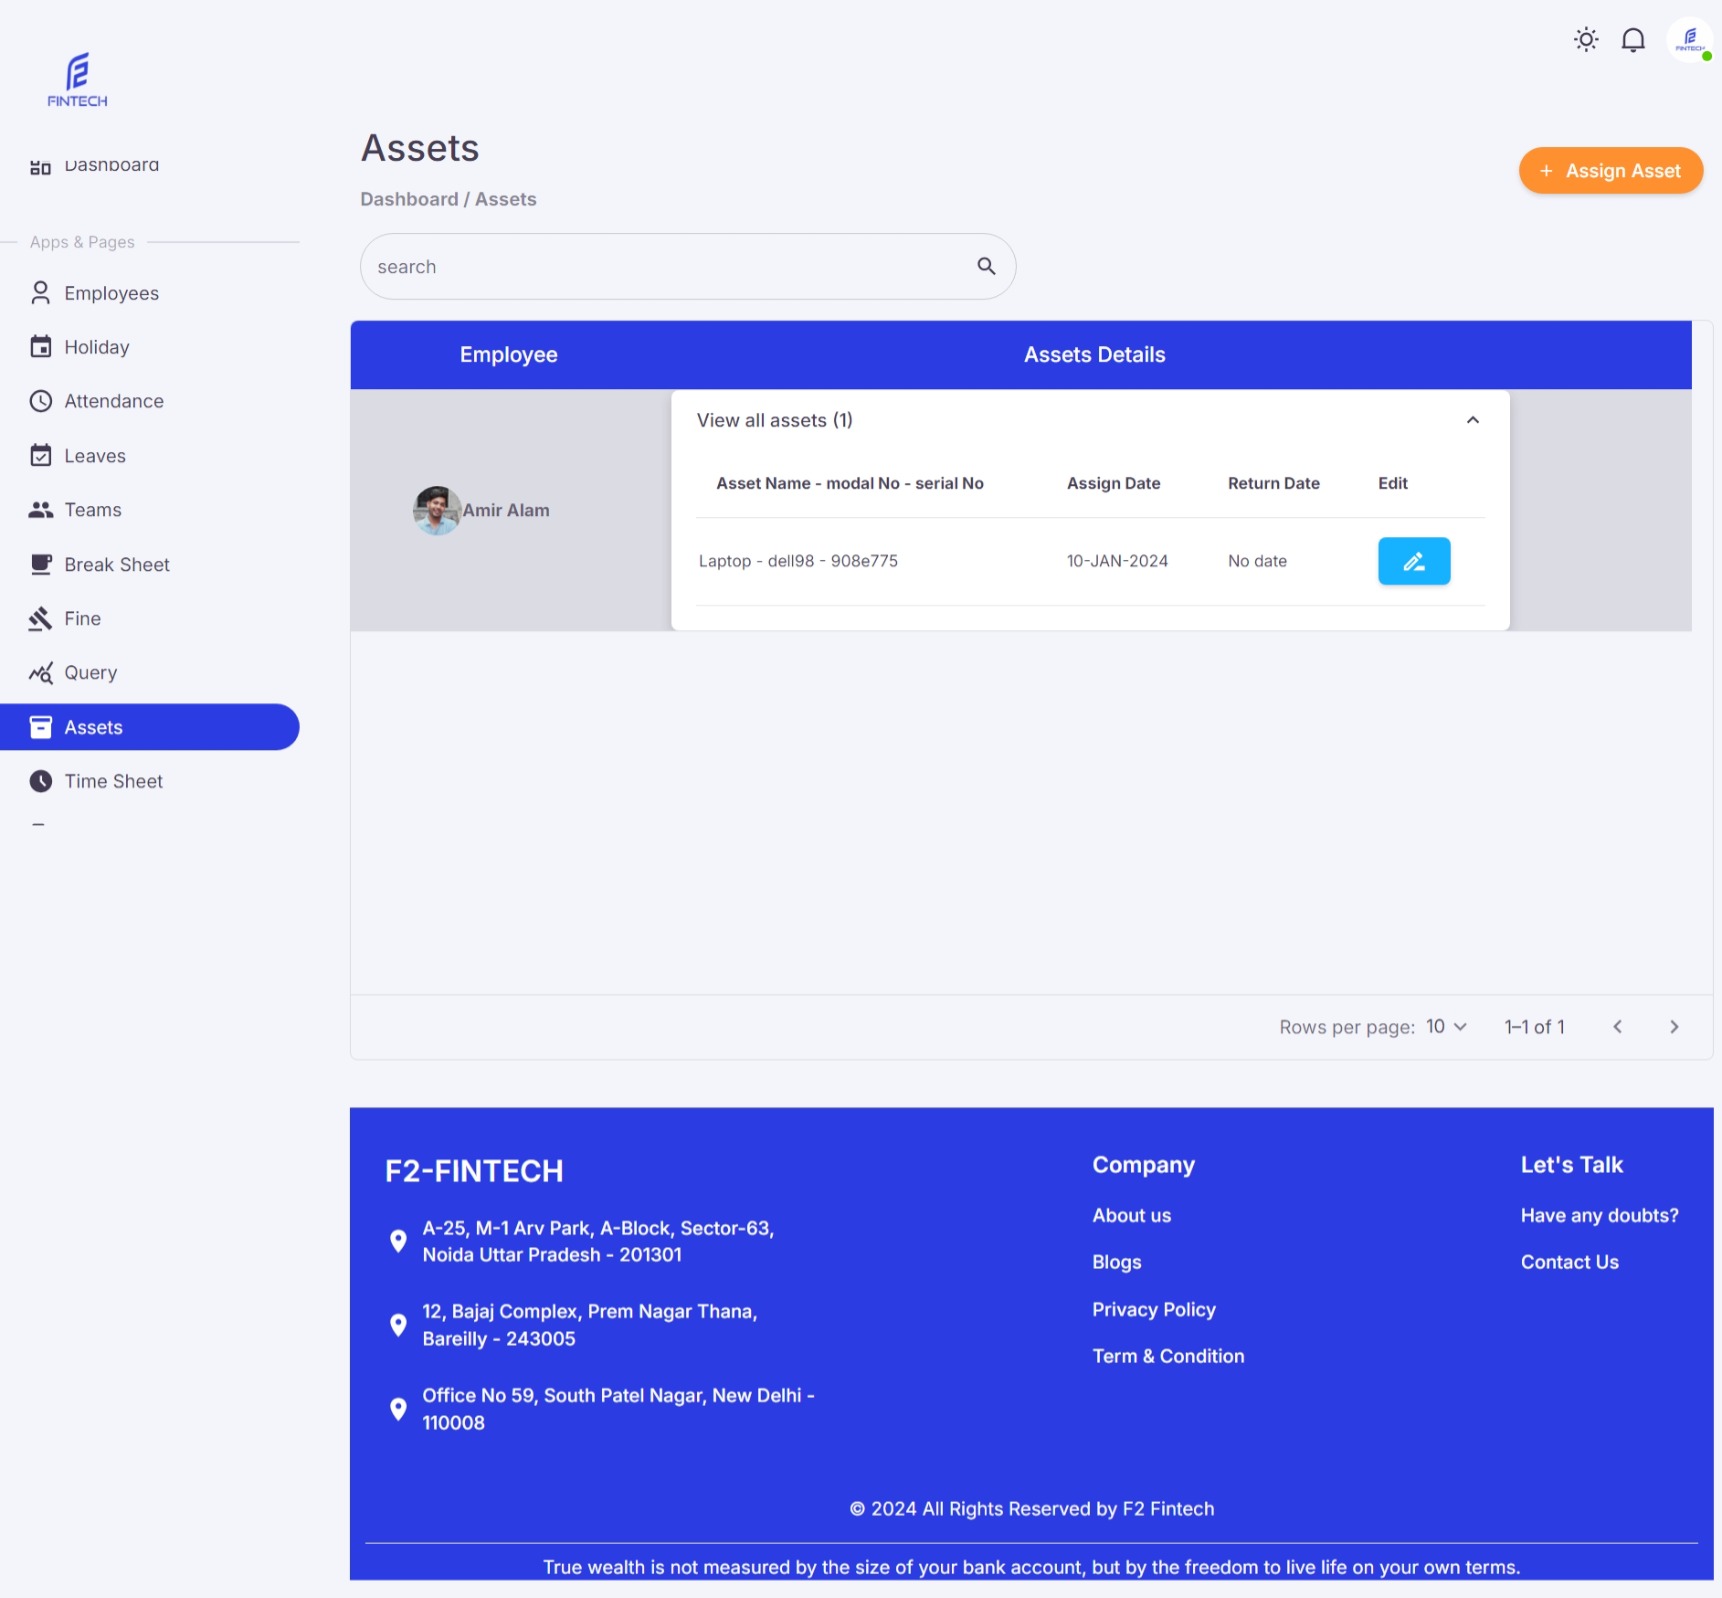 FINTECH
FINTECH
Dashboard
Apps & Pages
Employees
Holiday
Attendance
Leaves
Teams
Break Sheet
Fine
Query
Assets
Time Sheet
Assets
Dashboard / Assets
+ Assign Asset
search
Employee
Assets Details
View all assets (1)
Asset Name - modal No - serial No
Assign Date
Return Date
Edit
Amir Alam
Laptop - dell98 - 908e775
10-JAN-2024
No date
Rows per page: 10
1–1 of 1
F2-FINTECH
A-25, M-1 Arv Park, A-Block, Sector-63,
Noida Uttar Pradesh - 201301
12, Bajaj Complex, Prem Nagar Thana,
Bareilly - 243005
Office No 59, South Patel Nagar, New Delhi -
110008
Company
About us
Blogs
Privacy Policy
Term & Condition
Let's Talk
Have any doubts?
Contact Us
© 2024 All Rights Reserved by F2 Fintech
True wealth is not measured by the size of your bank account, but by the freedom to live life on your own terms.